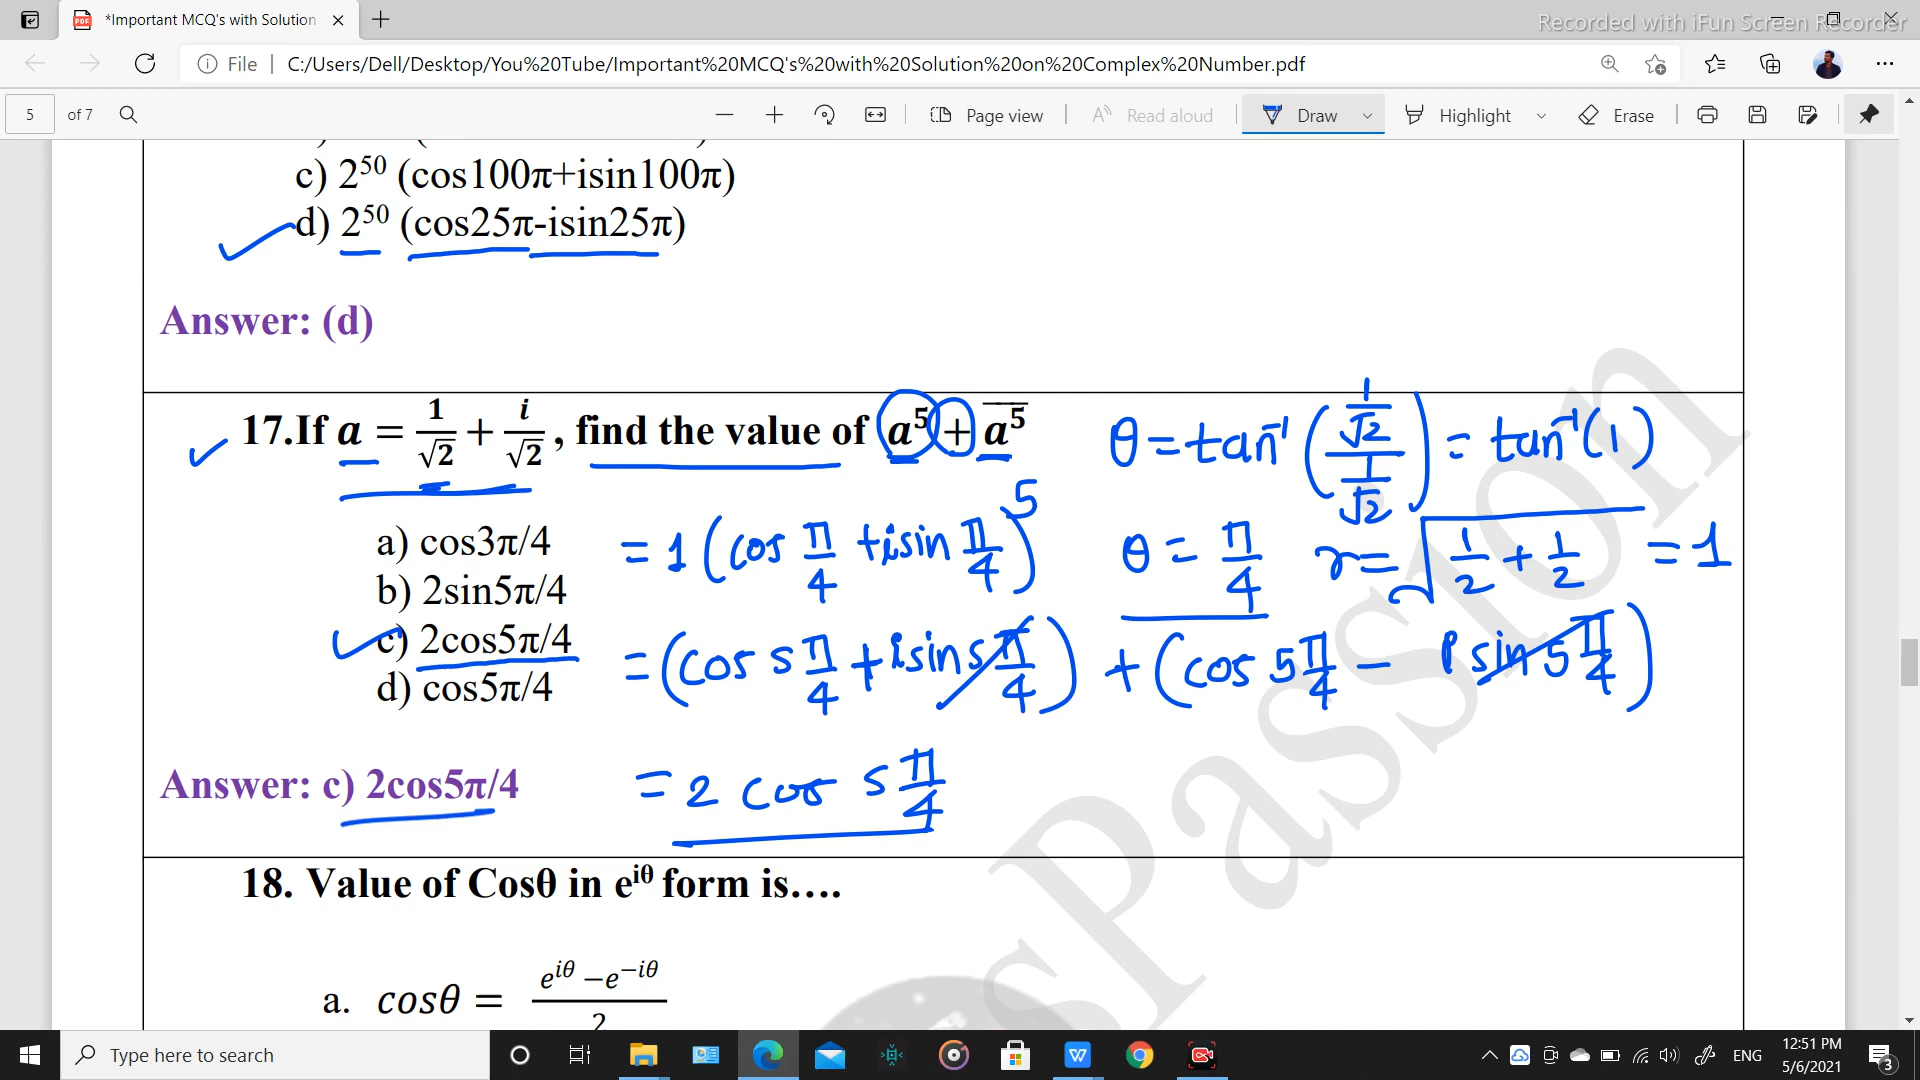 *Important MCQ's with Solution
Recorded with iFun Screen Recorder
File
C:/Users/Dell/Desktop/You%20Tube/Important%20MCQ's%20with%20Solution%20on%20Complex%20Number.pdf
5 of 7
Page view
Read aloud
Draw
Highlight
Erase
c) 2⁵⁰ (cos100π+isin100π)
d) 2⁵⁰ (cos25π-isin25π)
Answer: (d)
17.If a = 1/√2 + i/√2 , find the value of a⁵ + a̅⁵̅
θ = tan⁻¹ ( (1/√2) / (1/√2) ) = tan⁻¹(1)
a) cos3π/4
= 1 (cos π/4 + isin π/4)⁵
θ = π/4
r = √(1/2 + 1/2) = 1
b) 2sin5π/4
c) 2cos5π/4
= (cos 5π/4 + isin 5π/4) + (cos 5π/4 - i sin 5π/4)
d) cos5π/4
Answer: c) 2cos5π/4
= 2 cos 5π/4
18. Value of Cosθ in e^iθ form is....
a. cosθ = (e^iθ − e^−iθ) / 2
Passion
Type here to search
ENG
12:51 PM
5/6/2021
3